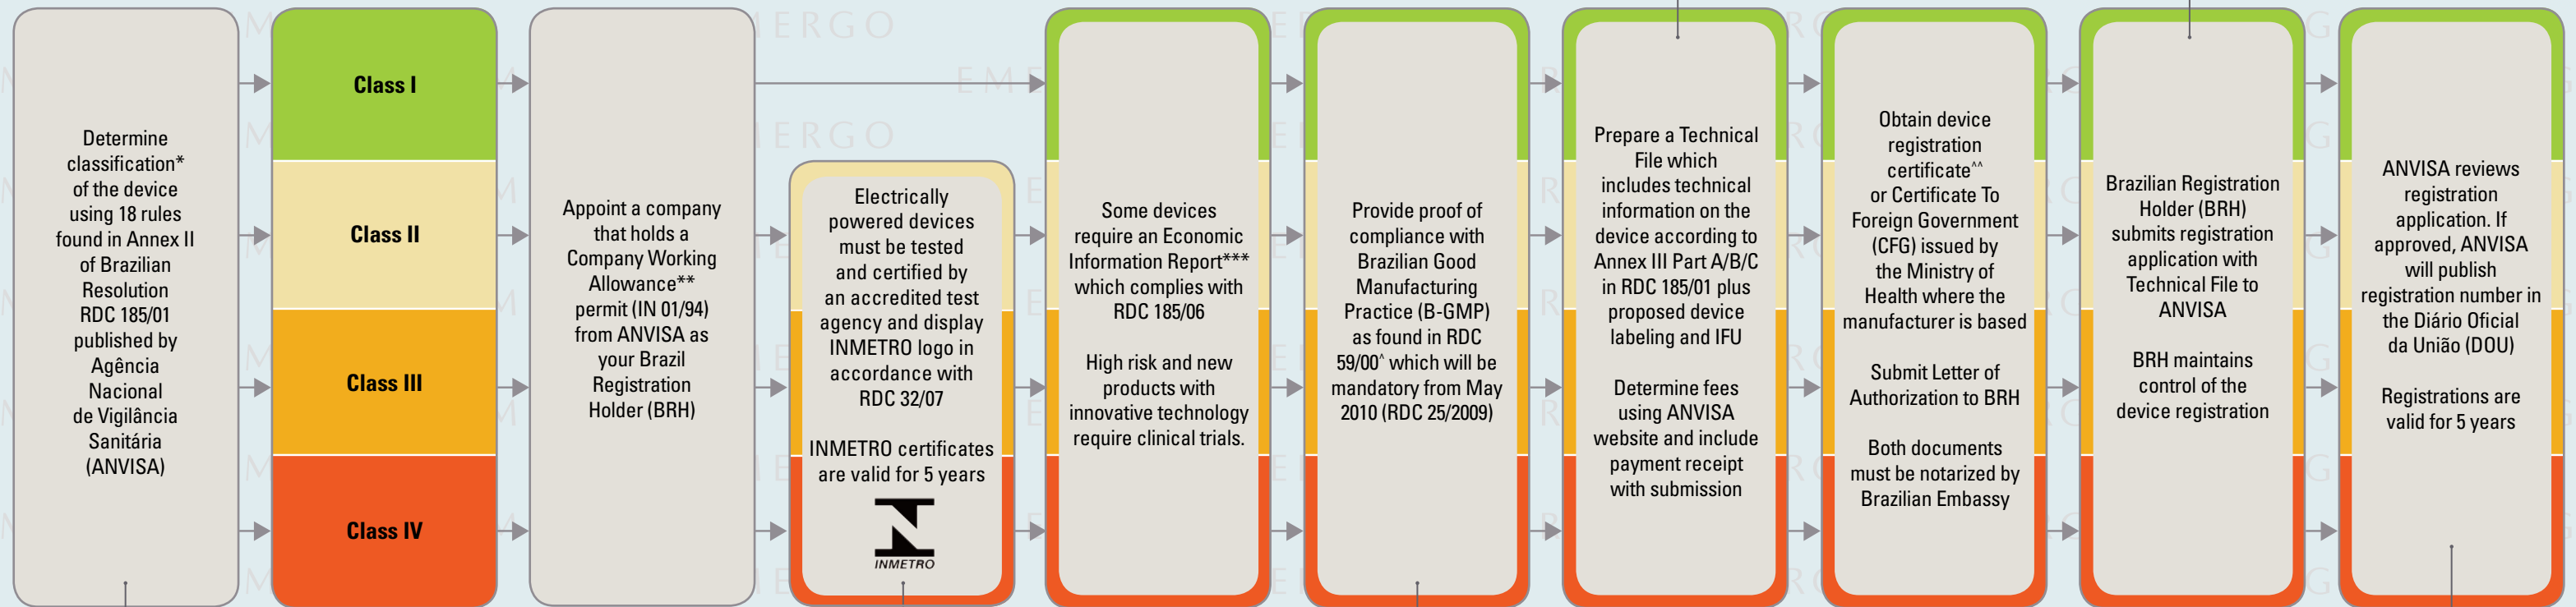 Determine
classification*
of the device
using 18 rules
found in Annex II
of Brazilian
Resolution
RDC 185/01
published by
Agência
Nacional
de Vigilância
Sanitária
(ANVISA)
Class I
Class II
Class III
Class IV
Appoint a company
that holds a
Company Working
Allowance**
permit (IN 01/94)
from ANVISA as
your Brazil
Registration
Holder (BRH)
Electrically
powered devices
must be tested
and certified by
an accredited test
agency and display
INMETRO logo in
accordance with
RDC 32/07
INMETRO certificates
are valid for 5 years
INMETRO
Some devices
require an Economic
Information Report***
which complies with
RDC 185/06
High risk and new
products with
innovative technology
require clinical trials.
Provide proof of
compliance with
Brazilian Good
Manufacturing
Practice (B-GMP)
as found in RDC
59/00^ which will be
mandatory from May
2010 (RDC 25/2009)
Prepare a Technical
File which
includes technical
information on the
device according to
Annex III Part A/B/C
in RDC 185/01 plus
proposed device
labeling and IFU
Determine fees
using ANVISA
website and include
payment receipt
with submission
Obtain device
registration
certificate^^
or Certificate To
Foreign Government
(CFG) issued by
the Ministry of
Health where the
manufacturer is based
Submit Letter of
Authorization to BRH
Both documents
must be notarized by
Brazilian Embassy
Brazilian Registration
Holder (BRH)
submits registration
application with
Technical File to
ANVISA
BRH maintains
control of the
device registration
ANVISA reviews
registration
application. If
approved, ANVISA
will publish
registration number in
the Diário Oficial
da União (DOU)
Registrations are
valid for 5 years